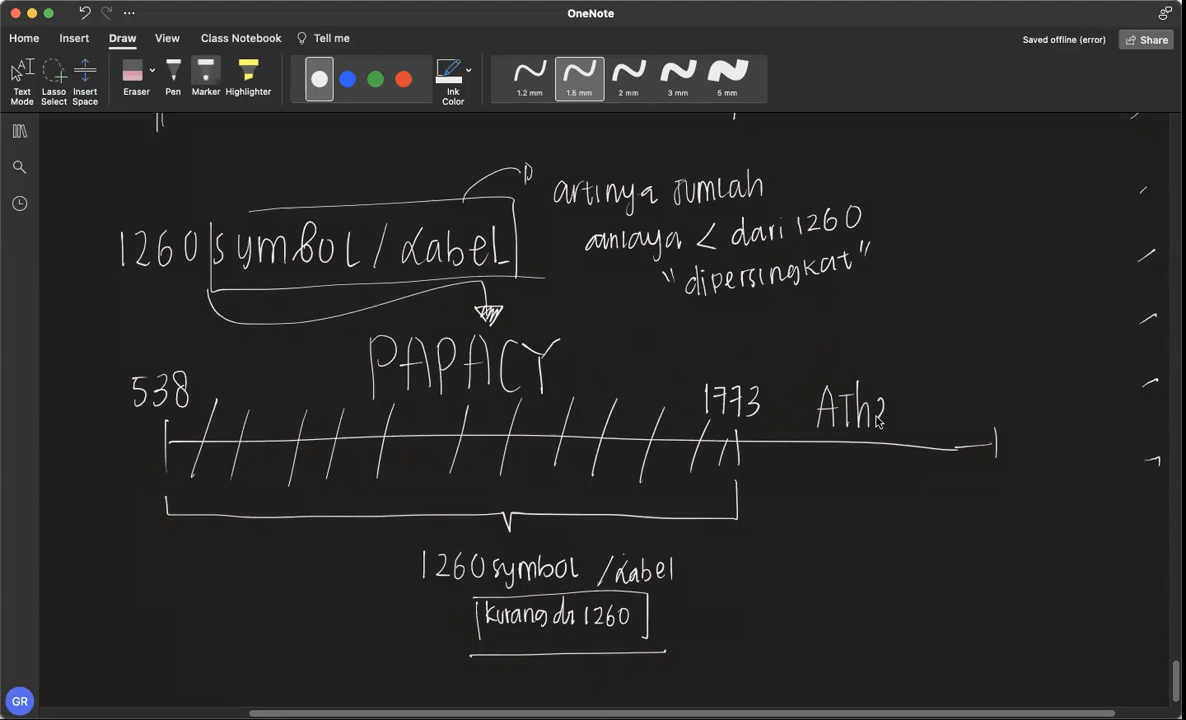 OneNote
Home Insert Draw View Class Notebook Tell me
Saved offline (error) Share
Text Mode
Lasso Select
Insert Space
Eraser
Pen
Marker
Highlighter
Ink Color
1.2 mm
1.5 mm
2 mm
3 mm
5 mm
artinya Jumlah
1260 symbol / Label
anlaya < dari 1260
"dipersingkat"
PAPACY
538
1773
1260 symbol / Label
Kurang dr 1260
GR